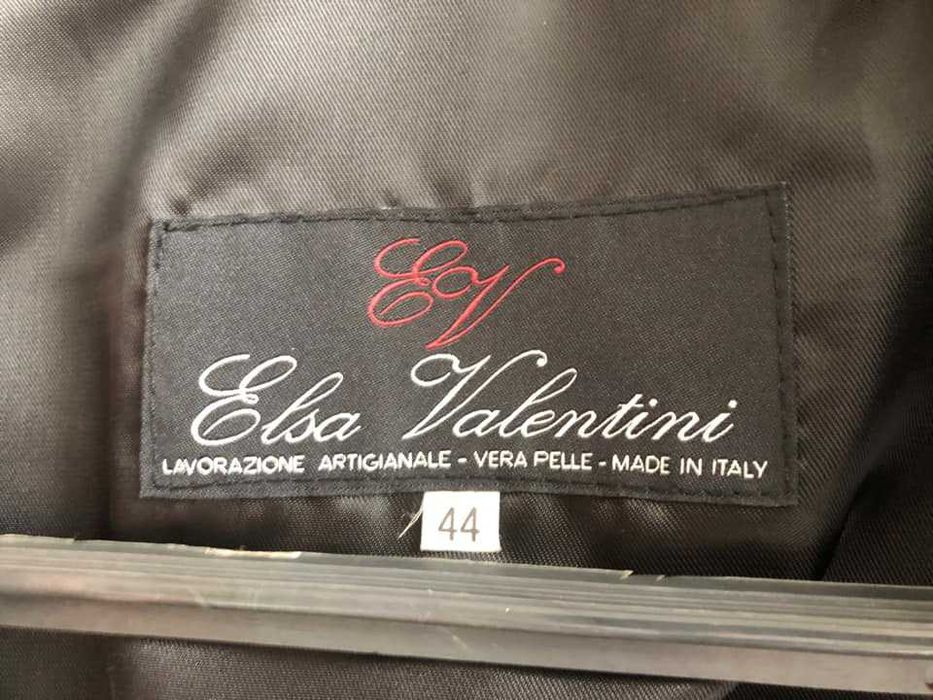 EV
Elsa Valentini
LAVORAZIONE ARTIGIANALE - VERA PELLE - MADE IN ITALY
44